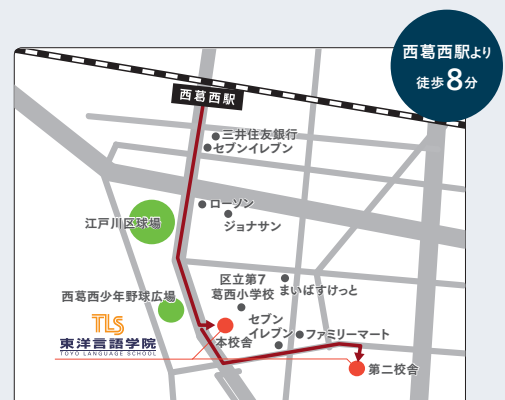 西葛西駅より
徒歩8分
西葛西駅
三井住友銀行
セブンイレブン
ローソン
ジョナサン
江戸川区球場
区立第7
葛西小学校
まいばすけっと
西葛西少年野球広場
セブン
イレブン
ファミリーマート
TLS
東洋言語学院
TOYO LANGUAGE SCHOOL
本校舎
第二校舎